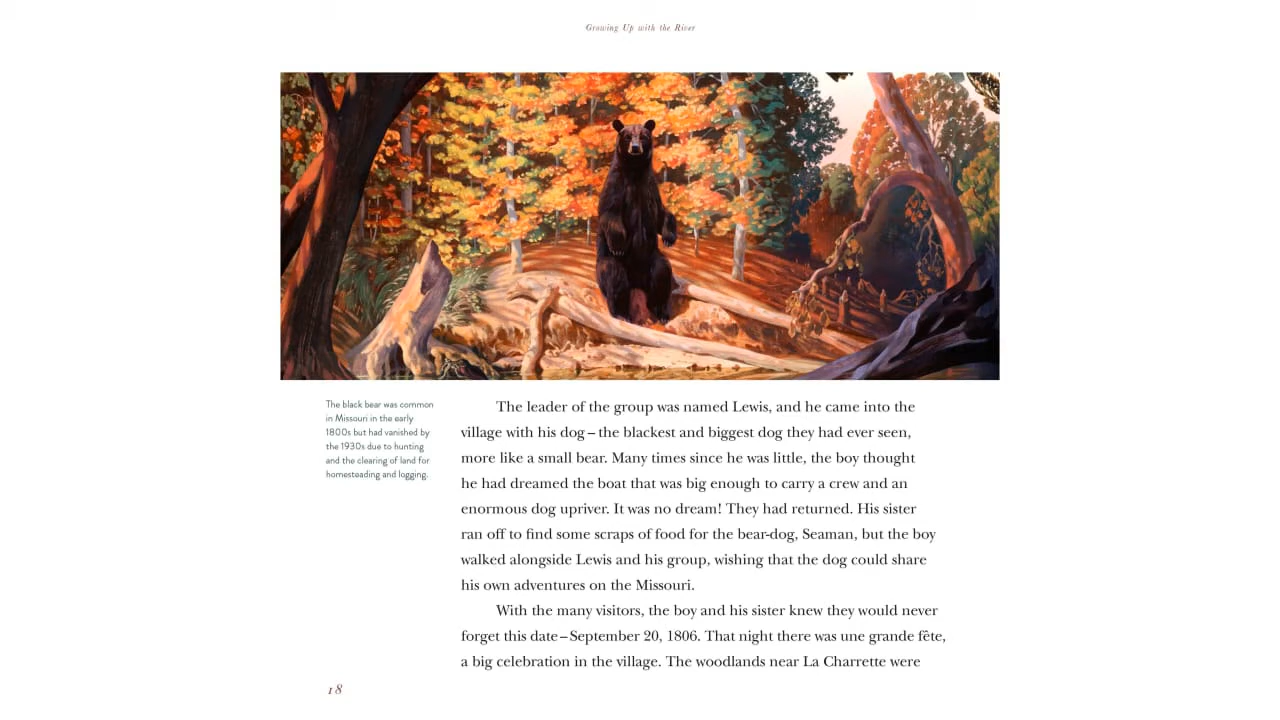 Growing Up with the River
The black bear was common
in Missouri in the early
1800s but had vanished by
the 1930s due to hunting
and the clearing of land for
homesteading and logging.
The leader of the group was named Lewis, and he came into the
village with his dog – the blackest and biggest dog they had ever seen,
more like a small bear. Many times since he was little, the boy thought
he had dreamed the boat that was big enough to carry a crew and an
enormous dog upriver. It was no dream! They had returned. His sister
ran off to find some scraps of food for the bear-dog, Seaman, but the boy
walked alongside Lewis and his group, wishing that the dog could share
his own adventures on the Missouri.
With the many visitors, the boy and his sister knew they would never
forget this date – September 20, 1806. That night there was une grande fête,
a big celebration in the village. The woodlands near La Charrette were
18